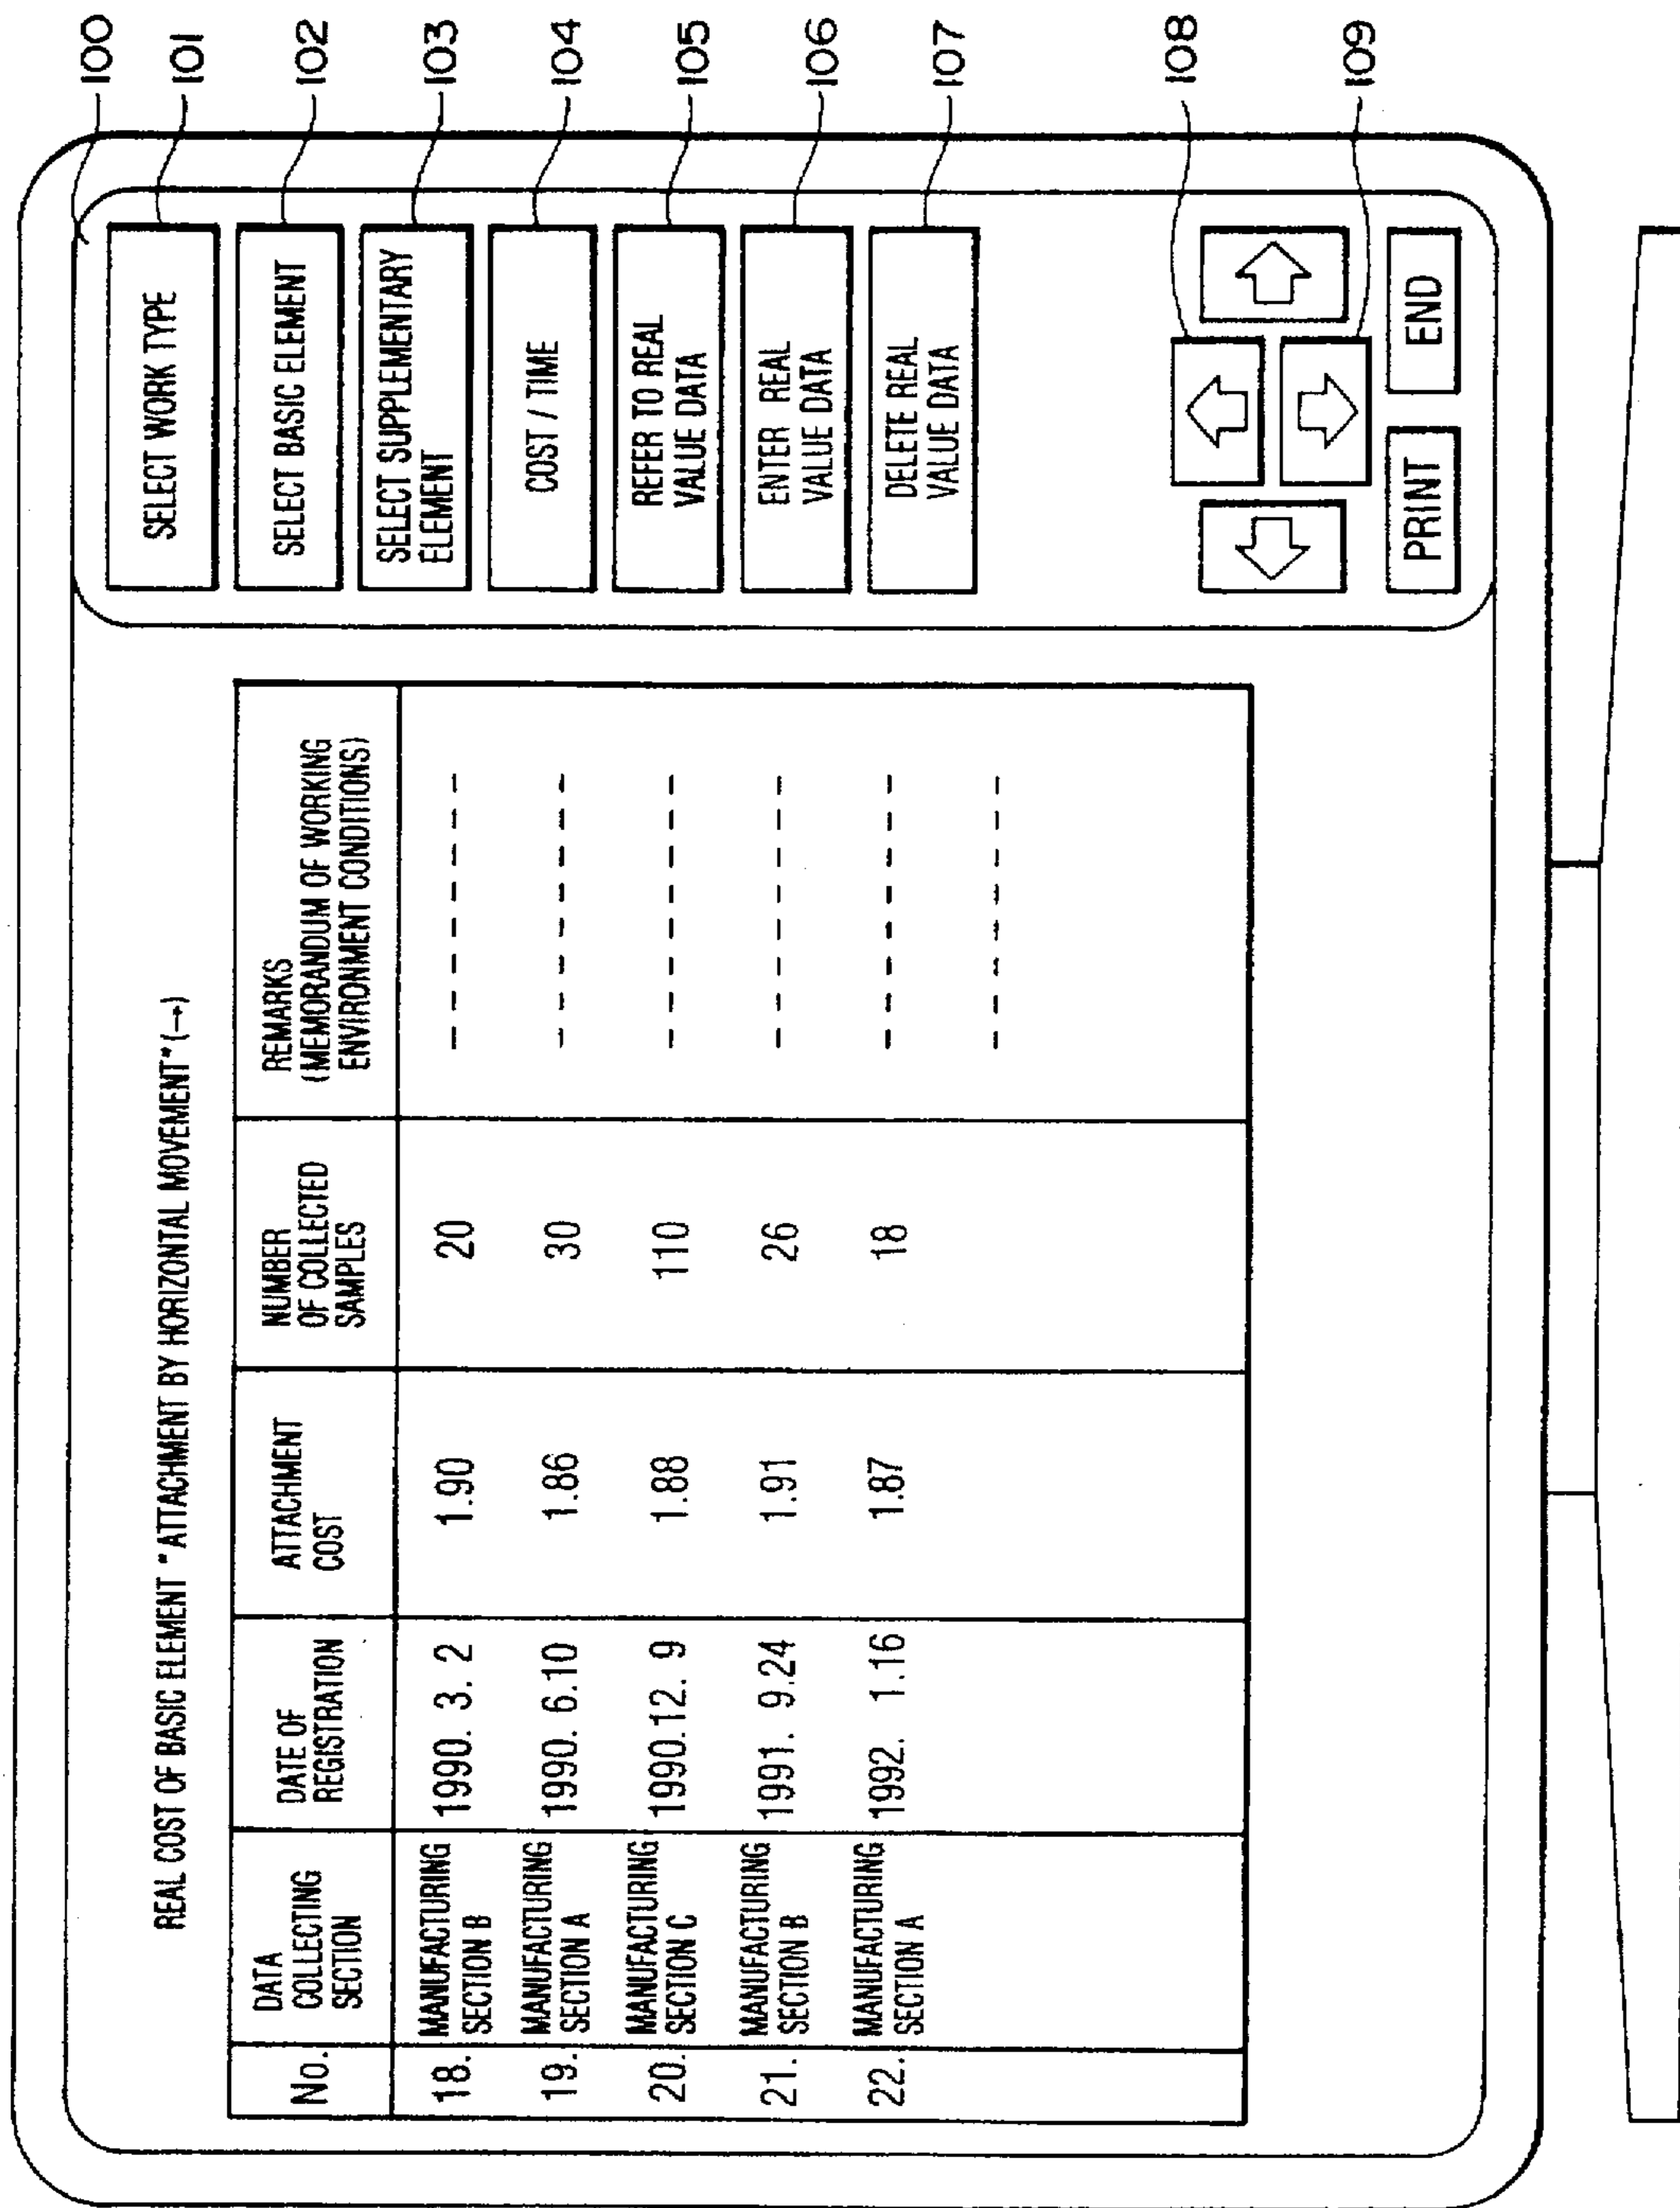 REAL COST OF BASIC ELEMENT "ATTACHMENT BY HORIZONTAL MOVEMENT" (→)
No.
DATA
COLLECTING
SECTION
DATE OF
REGISTRATION
ATTACHMENT
COST
NUMBER
OF COLLECTED
SAMPLES
REMARKS
(MEMORANDUM OF WORKING
ENVIRONMENT CONDITIONS)
18. MANUFACTURING
SECTION B
1990. 3. 2
1.90
20
19. MANUFACTURING
SECTION A
1990. 6.10
1.86
30
20. MANUFACTURING
SECTION C
1990.12. 9
1.88
110
21. MANUFACTURING
SECTION B
1991. 9.24
1.91
26
22. MANUFACTURING
SECTION A
1992. 1.16
1.87
18
SELECT WORK TYPE
SELECT BASIC ELEMENT
SELECT SUPPLEMENTARY
ELEMENT
COST / TIME
REFER TO REAL
VALUE DATA
ENTER REAL
VALUE DATA
DELETE REAL
VALUE DATA
PRINT
END
100
101
102
103
104
105
106
107
108
109